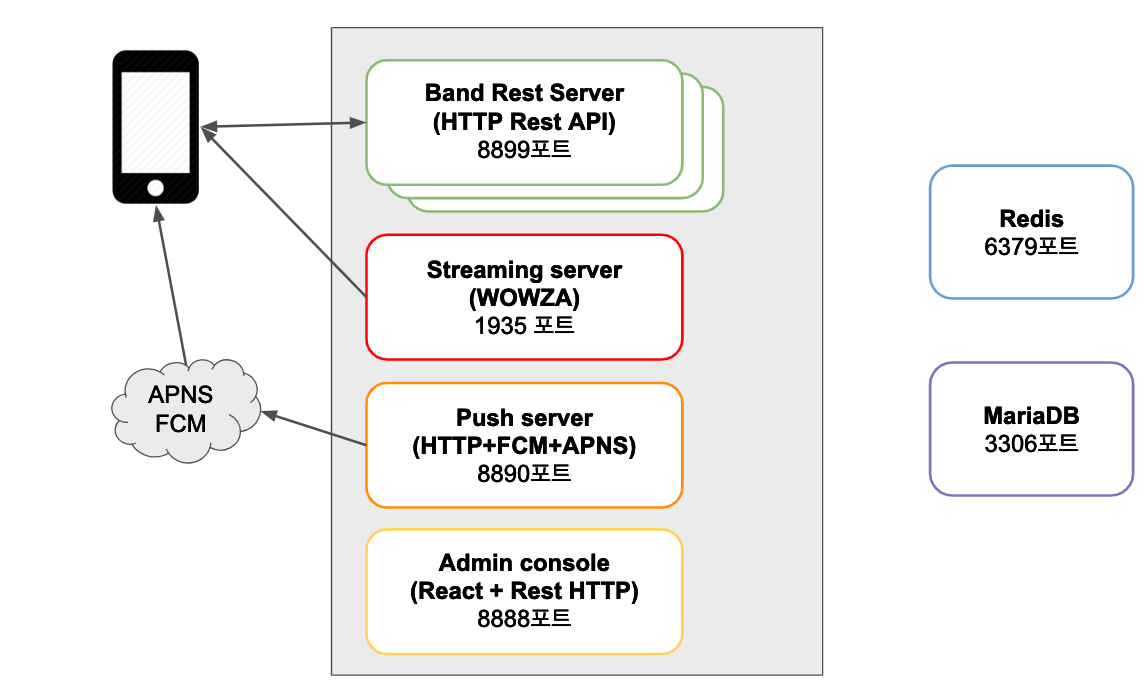 Band Rest Server
(HTTP Rest API)
8899포트
Streaming server
(WOWZA)
1935 포트
Push server
(HTTP+FCM+APNS)
8890포트
Admin console
(React + Rest HTTP)
8888포트
APNS
FCM
Redis
6379포트
MariaDB
3306포트